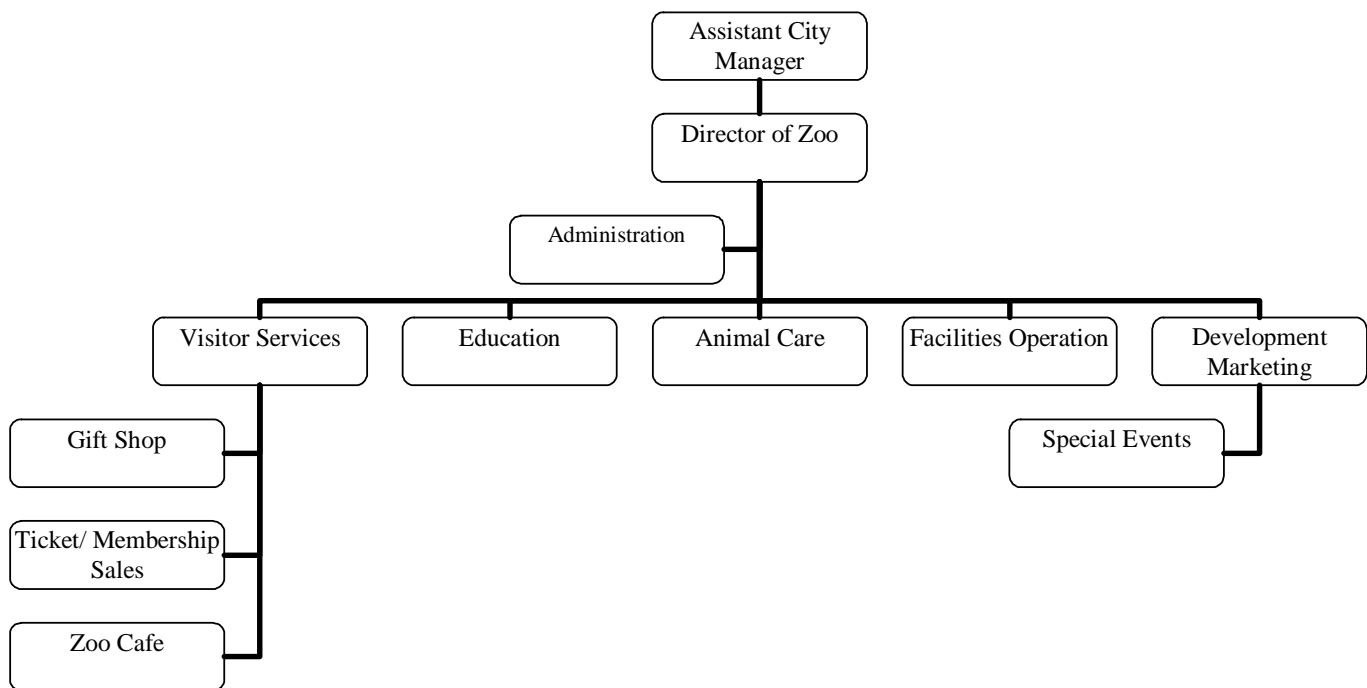 Assistant City
Manager
Director of Zoo
Administration
Visitor Services
Education
Animal Care
Facilities Operation
Development
Marketing
Gift Shop
Special Events
Ticket/ Membership
Sales
Zoo Cafe